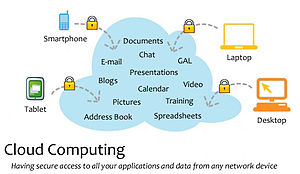 Smartphone
Documents
Chat
E-mail
GAL
Laptop
Presentations
Blogs
Video
Calendar
Tablet
Pictures
Training
Address Book
Spreadsheets
Desktop
Cloud Computing
Having secure access to all your applications and data from any network device